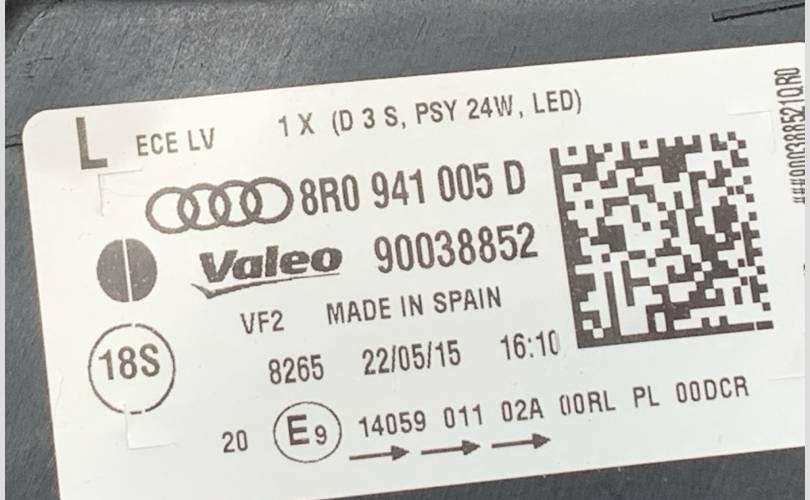 L ECE LV 1 X (D 3 S, PSY 24W, LED)
8R0 941 005 D
Valeo 90038852
VF2 MADE IN SPAIN
18S 8265 22/05/15 16:10
20 E9 14059 011 02A 00RL PL 00DCR
###900388521QR0